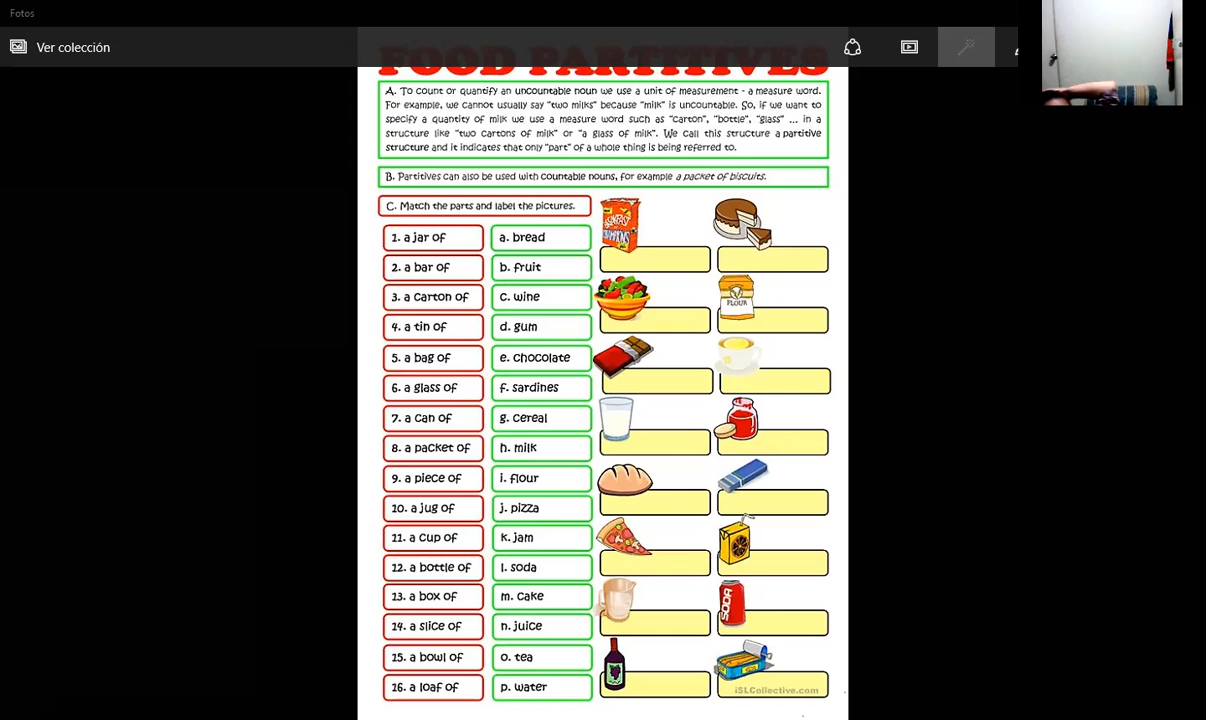 Fotos
Ver colección
FOOD PARTITIVES
A. To count or quantify an uncountable noun we use a unit of measurement - a measure word.
For example, we cannot usually say "two milks" because "milk" is uncountable. So, if we want to
specify a quantity of milk we use a measure word such as "carton", "bottle", "glass" ... in a
structure like "two cartons of milk" or "a glass of milk". We call this structure a partitive
structure and it indicates that only "part" of a whole thing is being referred to.
B. Partitives can also be used with countable nouns, for example a packet of biscuits.
C. Match the parts and label the pictures.
1. a jar of
a. bread
2. a bar of
b. fruit
3. a carton of
c. wine
FLOUR
4. a tin of
d. gum
5. a bag of
e. chocolate
6. a glass of
f. sardines
7. a can of
g. cereal
8. a packet of
h. milk
9. a piece of
i. flour
10. a jug of
j. pizza
11. a cup of
k. jam
12. a bottle of
l. soda
13. a box of
m. cake
SODA
14. a slice of
n. juice
15. a bowl of
o. tea
16. a loaf of
p. water
iSLCollective.com